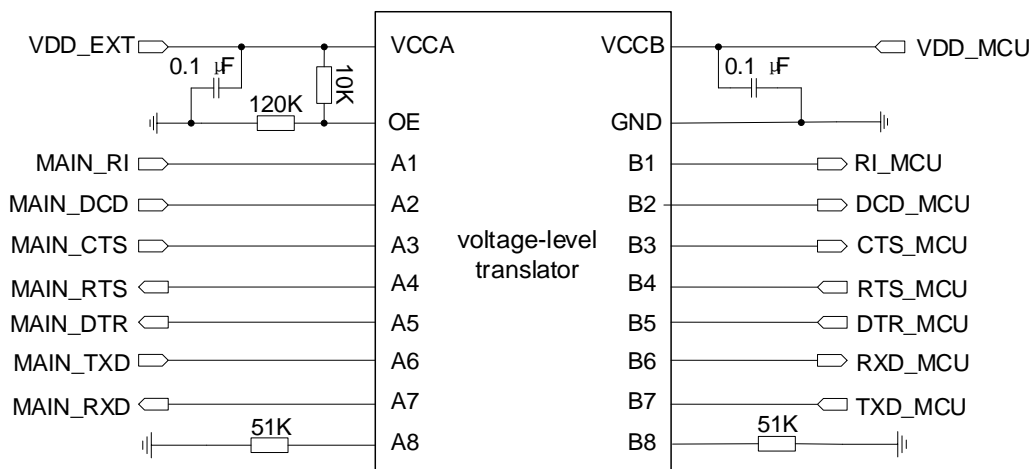 VDD_EXT VCCA VCCB VDD_MCU
0.1 μF 10K 0.1 μF
120K OE GND
MAIN_RI A1 B1 RI_MCU
MAIN_DCD A2 B2 DCD_MCU
MAIN_CTS A3 voltage-level B3 CTS_MCU
translator
MAIN_RTS A4 B4 RTS_MCU
MAIN_DTR A5 B5 DTR_MCU
MAIN_TXD A6 B6 RXD_MCU
MAIN_RXD A7 B7 TXD_MCU
51K A8 B8 51K